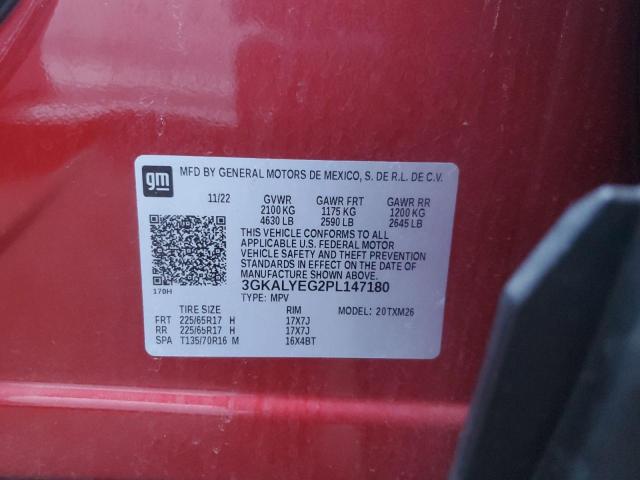 gm
MFD BY GENERAL MOTORS DE MEXICO, S. DE R.L. DE C.V.
11/22 GVWR GAWR FRT GAWR RR
2100 KG 1175 KG 1200 KG
4630 LB 2590 LB 2645 LB
THIS VEHICLE CONFORMS TO ALL
APPLICABLE U.S. FEDERAL MOTOR
VEHICLE SAFETY AND THEFT PREVENTION
STANDARDS IN EFFECT ON THE DATE OF
MANUFACTURE SHOWN ABOVE.
3GKALYEG2PL147180
170H
TYPE: MPV MODEL: 20TXM26
TIRE SIZE RIM
FRT 225/65R17 H 17X7J
RR 225/65R17 H 17X7J
SPA T135/70R16 M 16X4BT